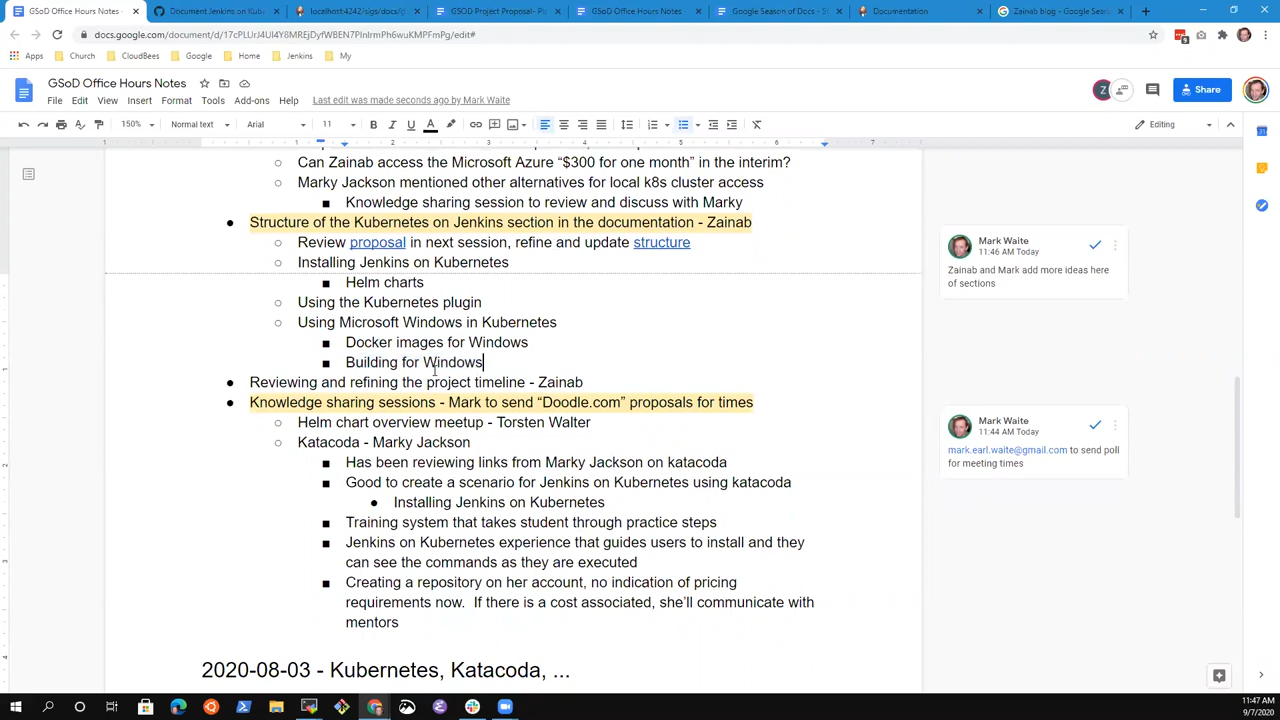 GSoD Office Hours Notes
Document Jenkins on Kub
localhost:4242/sigs/docs/g
GSOD Project Proposal- Pl
GSoD Office Hours Notes
Google Season of Docs - S
Documentation
Zainab blog - Google Sear
docs.google.com/document/d/
Apps
Church
CloudBees
Google
Home
Jenkins
My
GSoD Office Hours Notes
File Edit View Insert Format Tools Add-ons Help Last edit was made seconds ago by Mark Waite
Share
150% Normal text Arial 11 Editing
1 1 2 3 4 5 6 7
Can Zainab access the Microsoft Azure “$300 for one month” in the interim?
Marky Jackson mentioned other alternatives for local k8s cluster access
Knowledge sharing session to review and discuss with Marky
Structure of the Kubernetes on Jenkins section in the documentation - Zainab
Review proposal in next session, refine and update structure
Installing Jenkins on Kubernetes
Helm charts
Using the Kubernetes plugin
Using Microsoft Windows in Kubernetes
Docker images for Windows
Building for Windows
Reviewing and refining the project timeline - Zainab
Knowledge sharing sessions - Mark to send “Doodle.com” proposals for times
Helm chart overview meetup - Torsten Walter
Katacoda - Marky Jackson
Has been reviewing links from Marky Jackson on katacoda
Good to create a scenario for Jenkins on Kubernetes using katacoda
Installing Jenkins on Kubernetes
Training system that takes student through practice steps
Jenkins on Kubernetes experience that guides users to install and they
can see the commands as they are executed
Creating a repository on her account, no indication of pricing
requirements now.  If there is a cost associated, she’ll communicate with
mentors
2020-08-03 - Kubernetes, Katacoda, ...
Mark Waite
11:46 AM Today
Zainab and Mark add more ideas here
of sections
Mark Waite
11:44 AM Today
mark.earl.waite@gmail.com to send poll
for meeting times
11:47 AM
9/7/2020